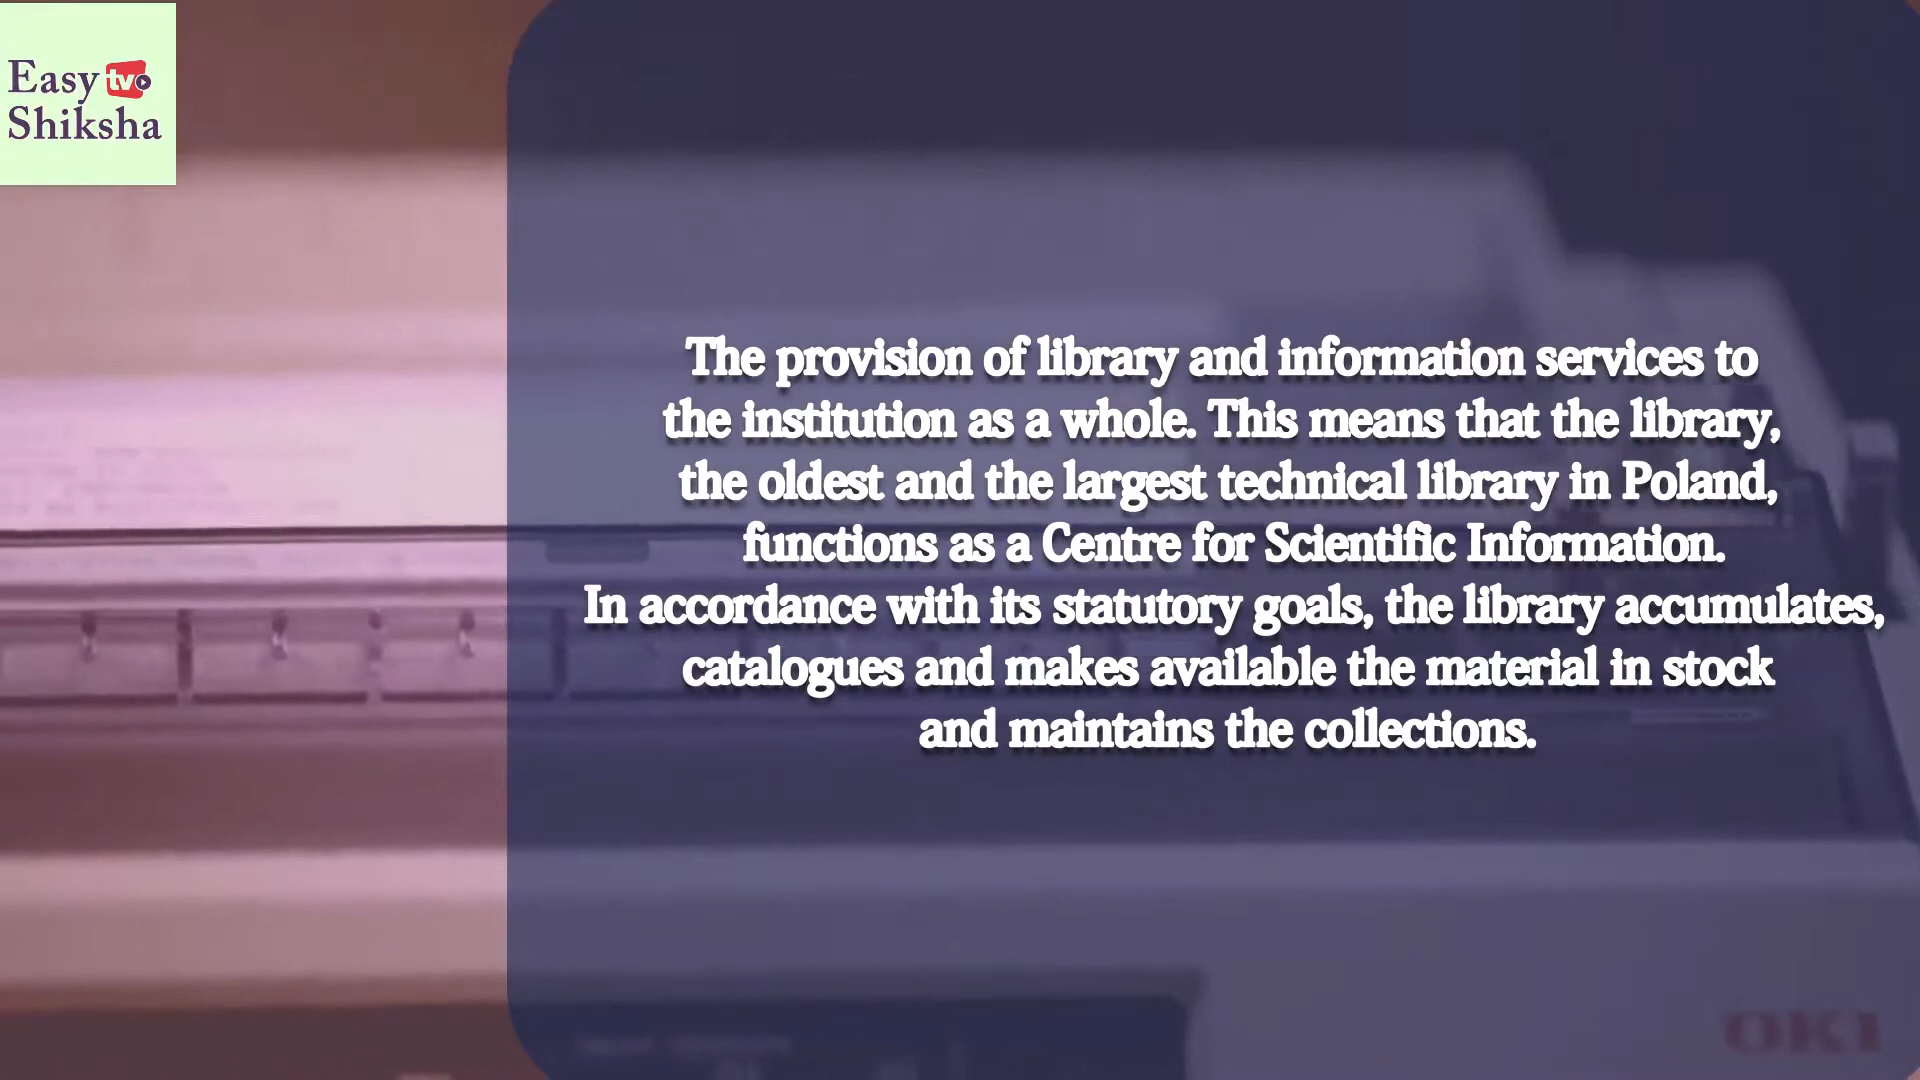 Easy tv
Shiksha
The provision of library and information services to
the institution as a whole. This means that the library,
the oldest and the largest technical library in Poland,
functions as a Centre for Scientific Information.
In accordance with its statutory goals, the library accumulates,
catalogues and makes available the material in stock
and maintains the collections.
OKI